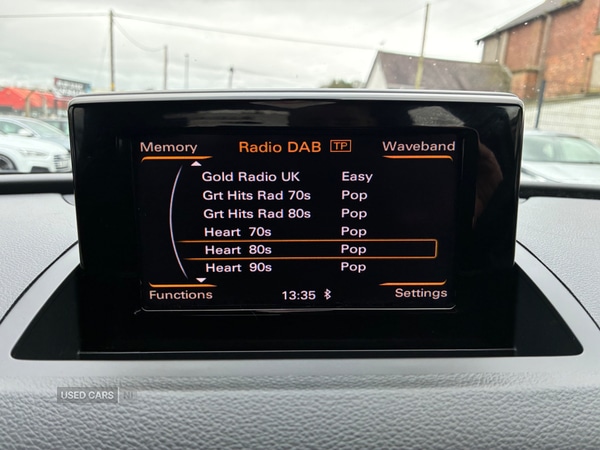 Memory Radio DAB TP Waveband
Gold Radio UK Easy
Grt Hits Rad 70s Pop
Grt Hits Rad 80s Pop
Heart 70s Pop
Heart 80s Pop
Heart 90s Pop
Functions 13:35 Settings
USED CARS NI